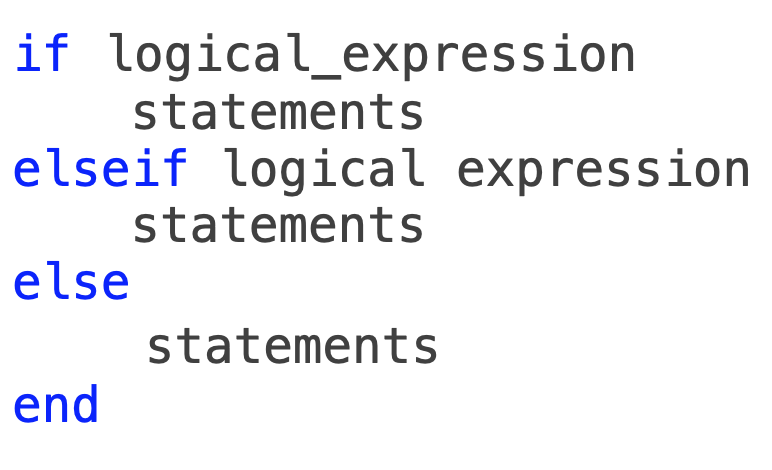 if logical_expression
statements
elseif logical expression
statements
else
statements
end